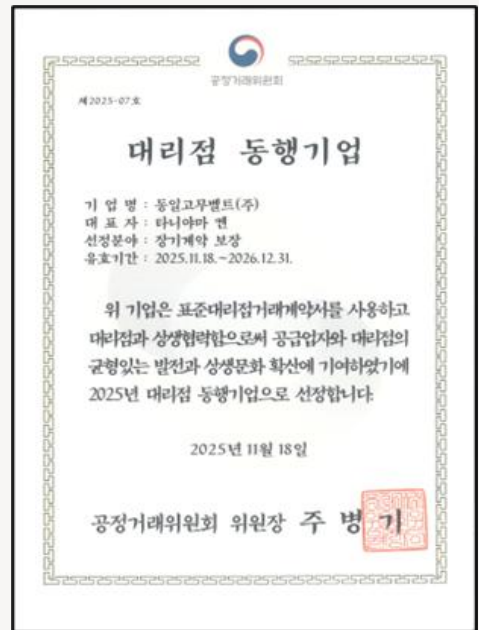 공정거래위원회
제2025-07호
대리점 동행기업
기 업 명 : 동일고무벨트(주)
대 표 자 : 타니야마 멘
선정분야 : 장기계약 보장
유효기간 : 2025.11.18.~2026.12.31.
위 기업은 표준대리점거래계약서를 사용하고
대리점과 상생협력함으로써 공급업자와 대리점의
균형있는 발전과 상생문화 확산에 기여하였기에
2025년 대리점 동행기업으로 선정합니다.
2025년 11월 18일
공정거래위원회 위원장 주 병 기